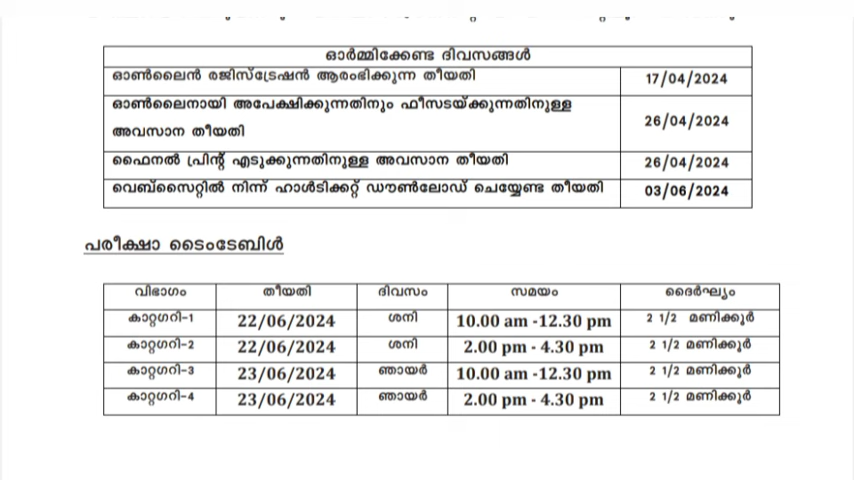 ഓർമ്മിക്കേണ്ട ദിവസങ്ങൾ
ഓൺലൈൻ രജിസ്ട്രേഷൻ ആരംഭിക്കുന്ന തീയതി 17/04/2024
ഓൺലൈനായി അപേക്ഷിക്കുന്നതിനും ഫീസടയ്ക്കുന്നതിനുള്ള
അവസാന തീയതി 26/04/2024
ഫൈനൽ പ്രിന്റ് എടുക്കുന്നതിനുള്ള അവസാന തീയതി 26/04/2024
വെബ്സൈറ്റിൽ നിന്ന് ഹാൾടിക്കറ്റ് ഡൗൺലോഡ് ചെയ്യേണ്ട തീയതി 03/06/2024
പരീക്ഷാ ടൈംടേബിൾ
വിഭാഗം തീയതി ദിവസം സമയം ദൈർഘ്യം
കാറ്റഗറി-1 22/06/2024 ശനി 10.00 am -12.30 pm 2 1/2 മണിക്കൂർ
കാറ്റഗറി-2 22/06/2024 ശനി 2.00 pm - 4.30 pm 2 1/2 മണിക്കൂർ
കാറ്റഗറി-3 23/06/2024 ഞായർ 10.00 am -12.30 pm 2 1/2 മണിക്കൂർ
കാറ്റഗറി-4 23/06/2024 ഞായർ 2.00 pm - 4.30 pm 2 1/2 മണിക്കൂർ